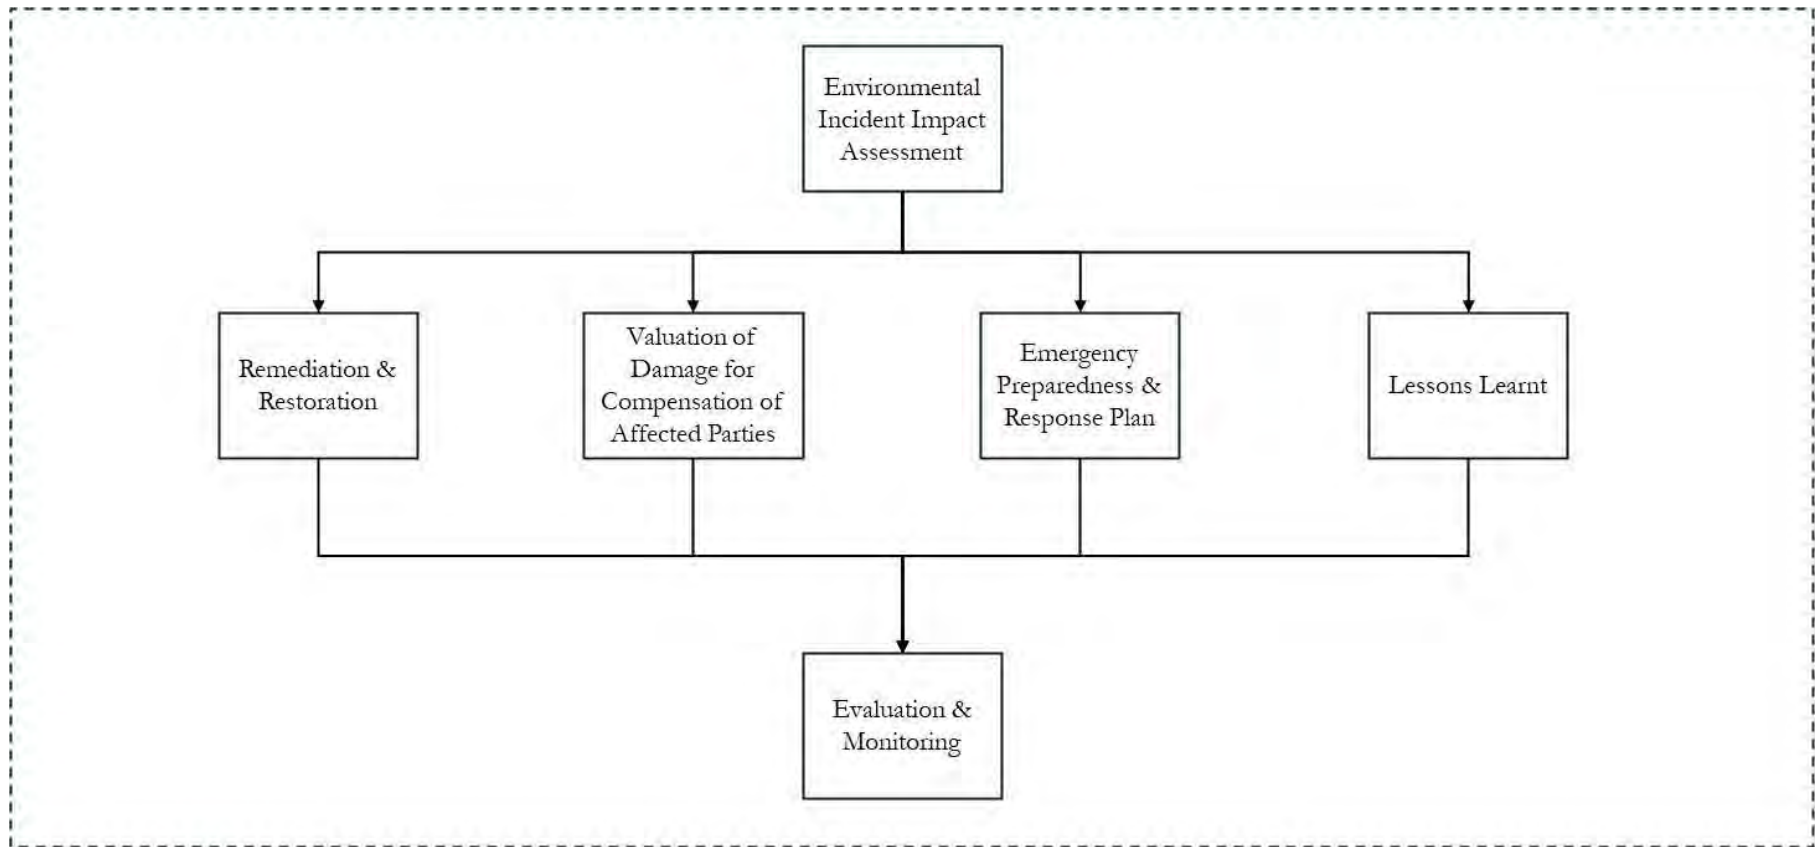 Environmental
Incident Impact
Assessment
Remediation &
Restoration
Valuation of
Damage for
Compensation of
Affected Parties
Emergency
Preparedness &
Response Plan
Lessons Learnt
Evaluation &
Monitoring